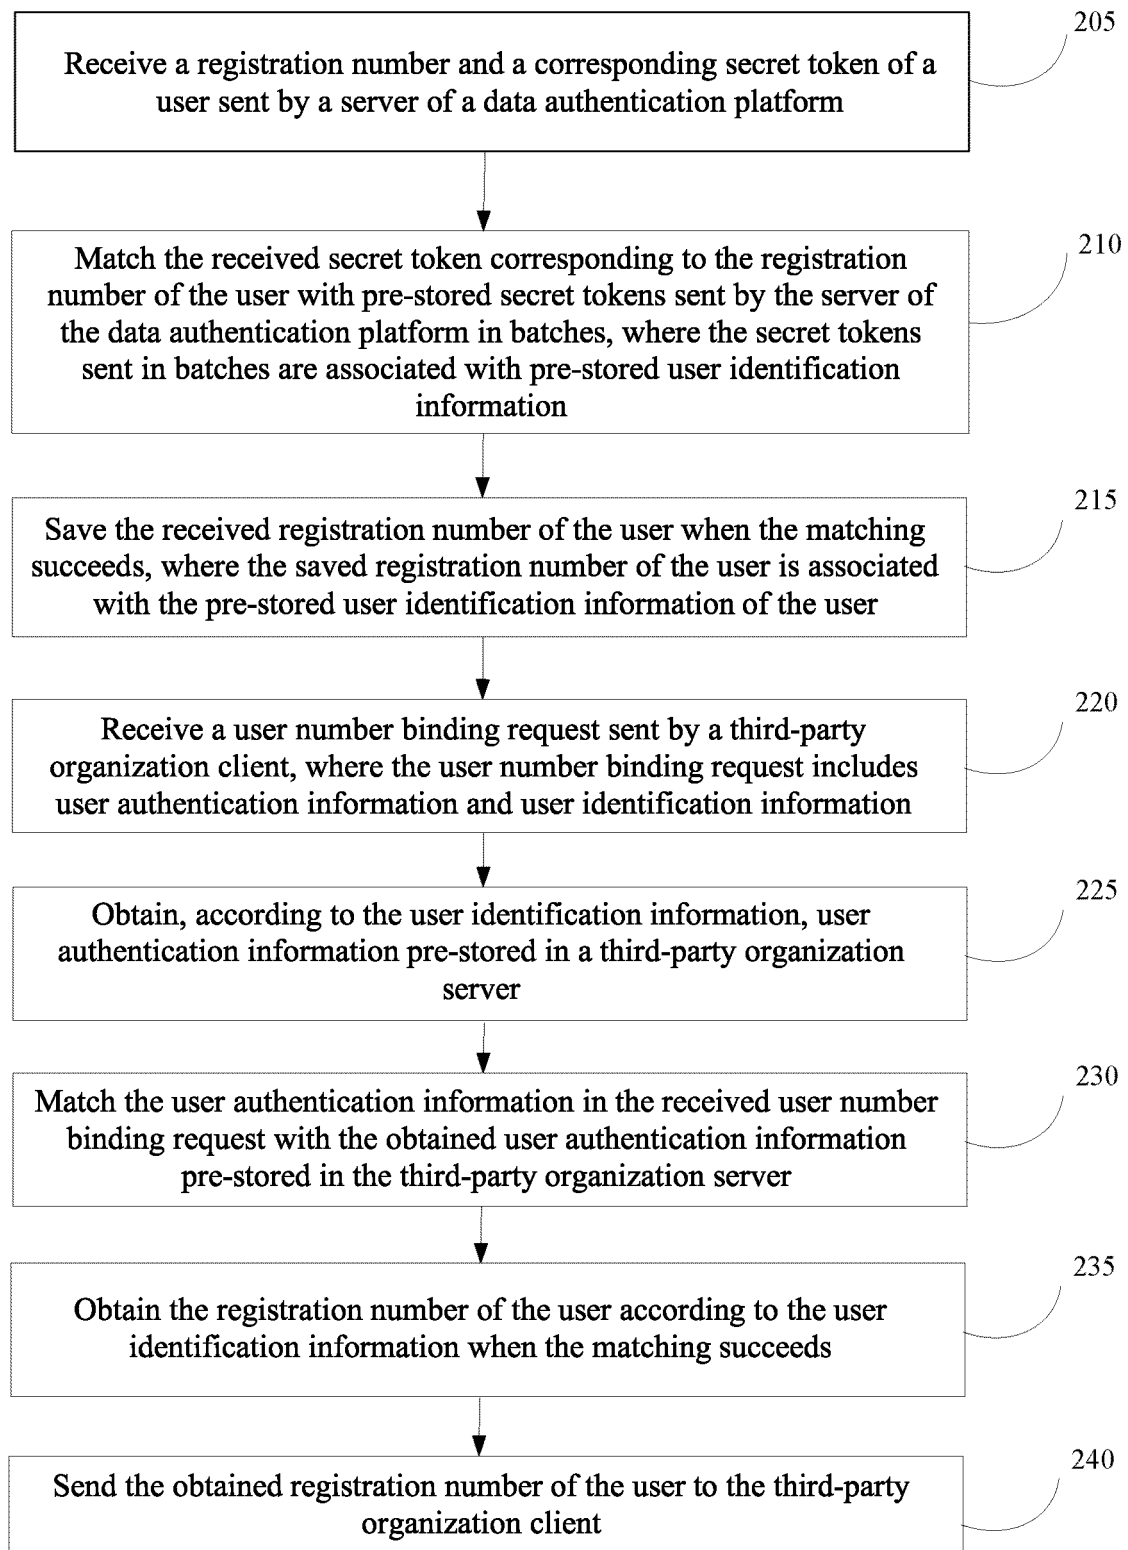 205
Receive a registration number and a corresponding secret token of a
user sent by a server of a data authentication platform
210
Match the received secret token corresponding to the registration
number of the user with pre-stored secret tokens sent by the server of
the data authentication platform in batches, where the secret tokens
sent in batches are associated with pre-stored user identification
information
215
Save the received registration number of the user when the matching
succeeds, where the saved registration number of the user is associated
with the pre-stored user identification information of the user
220
Receive a user number binding request sent by a third-party
organization client, where the user number binding request includes
user authentication information and user identification information
225
Obtain, according to the user identification information, user
authentication information pre-stored in a third-party organization
server
230
Match the user authentication information in the received user number
binding request with the obtained user authentication information
pre-stored in the third-party organization server
235
Obtain the registration number of the user according to the user
identification information when the matching succeeds
240
Send the obtained registration number of the user to the third-party
organization client